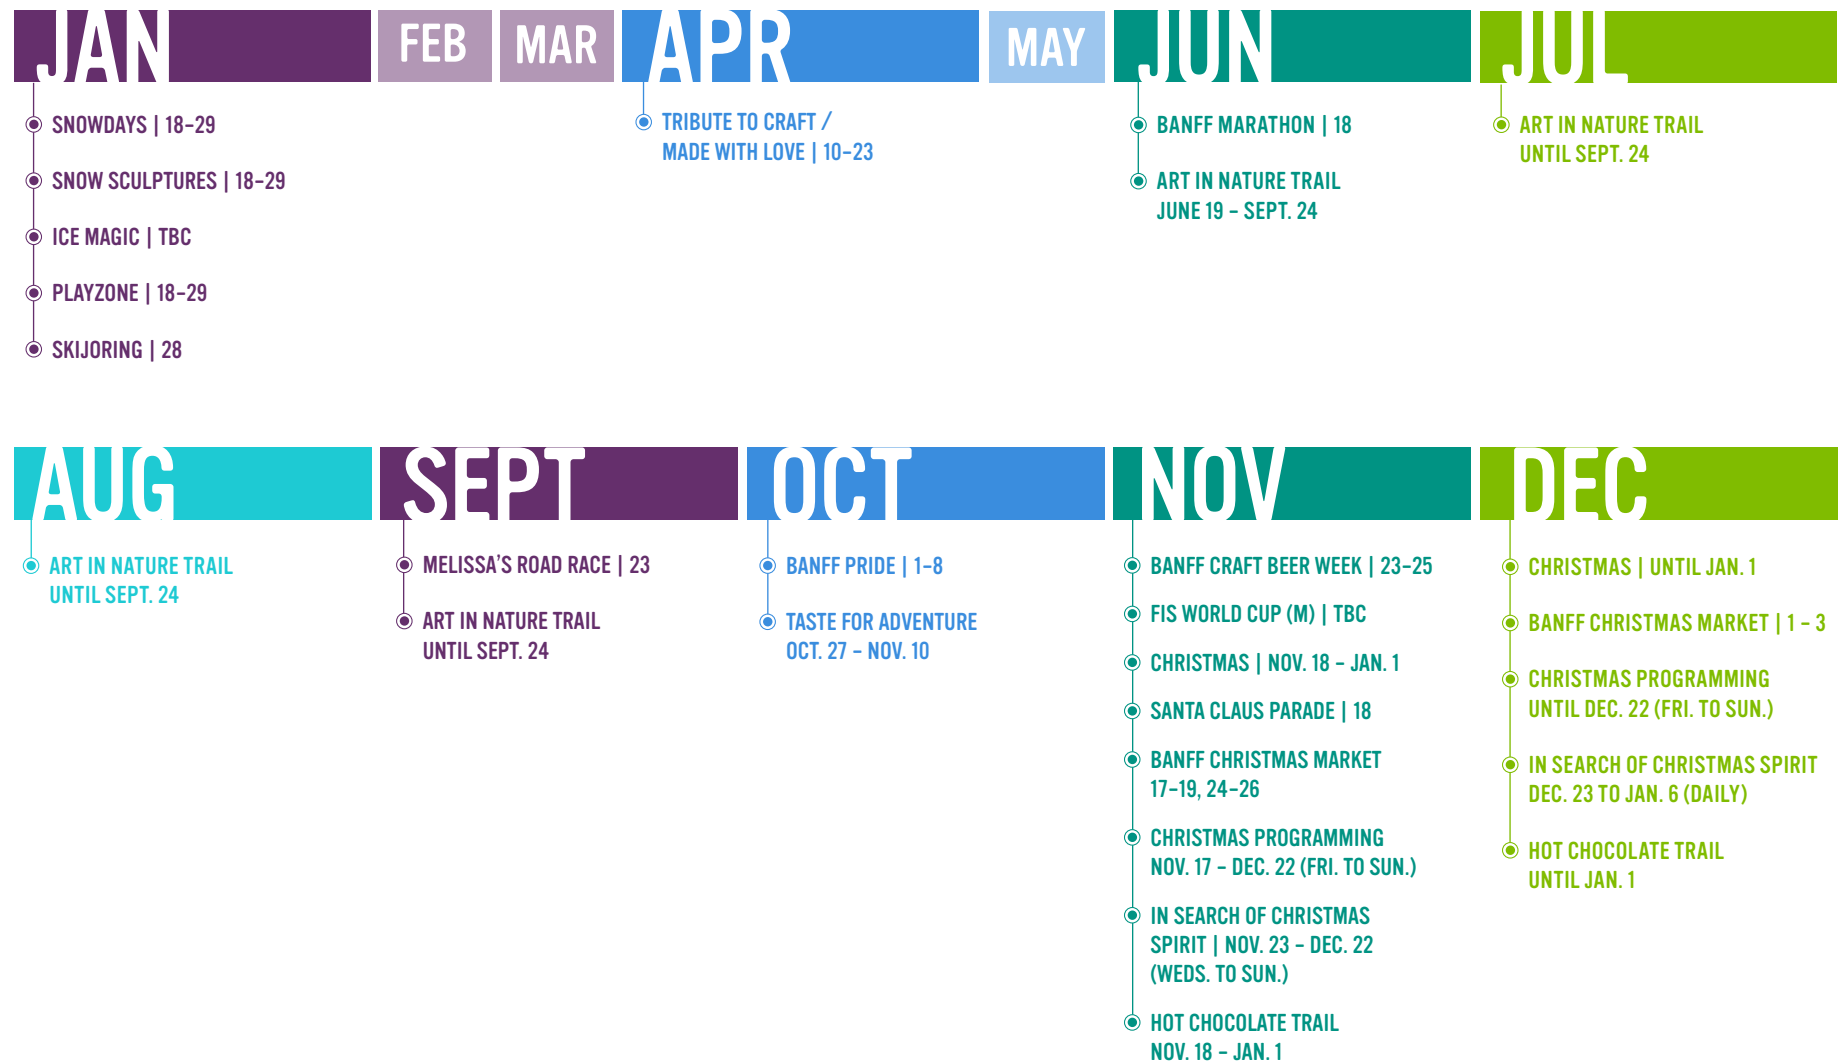 JAN
SNOWDAYS | 18–29
SNOW SCULPTURES | 18–29
ICE MAGIC | TBC
PLAYZONE | 18–29
SKIJORING | 28
FEB
MAR
APR
TRIBUTE TO CRAFT /
MADE WITH LOVE | 10–23
MAY
JUN
BANFF MARATHON | 18
ART IN NATURE TRAIL
JUNE 19 – SEPT. 24
JUL
ART IN NATURE TRAIL
UNTIL SEPT. 24
AUG
ART IN NATURE TRAIL
UNTIL SEPT. 24
SEPT
MELISSA'S ROAD RACE | 23
ART IN NATURE TRAIL
UNTIL SEPT. 24
OCT
BANFF PRIDE | 1–8
TASTE FOR ADVENTURE
OCT. 27 – NOV. 10
NOV
BANFF CRAFT BEER WEEK | 23–25
FIS WORLD CUP (M) | TBC
CHRISTMAS | NOV. 18 – JAN. 1
SANTA CLAUS PARADE | 18
BANFF CHRISTMAS MARKET
17–19, 24–26
CHRISTMAS PROGRAMMING
NOV. 17 – DEC. 22 (FRI. TO SUN.)
IN SEARCH OF CHRISTMAS
SPIRIT | NOV. 23 – DEC. 22
(WEDS. TO SUN.)
HOT CHOCOLATE TRAIL
NOV. 18 – JAN. 1
DEC
CHRISTMAS | UNTIL JAN. 1
BANFF CHRISTMAS MARKET | 1 – 3
CHRISTMAS PROGRAMMING
UNTIL DEC. 22 (FRI. TO SUN.)
IN SEARCH OF CHRISTMAS SPIRIT
DEC. 23 TO JAN. 6 (DAILY)
HOT CHOCOLATE TRAIL
UNTIL JAN. 1